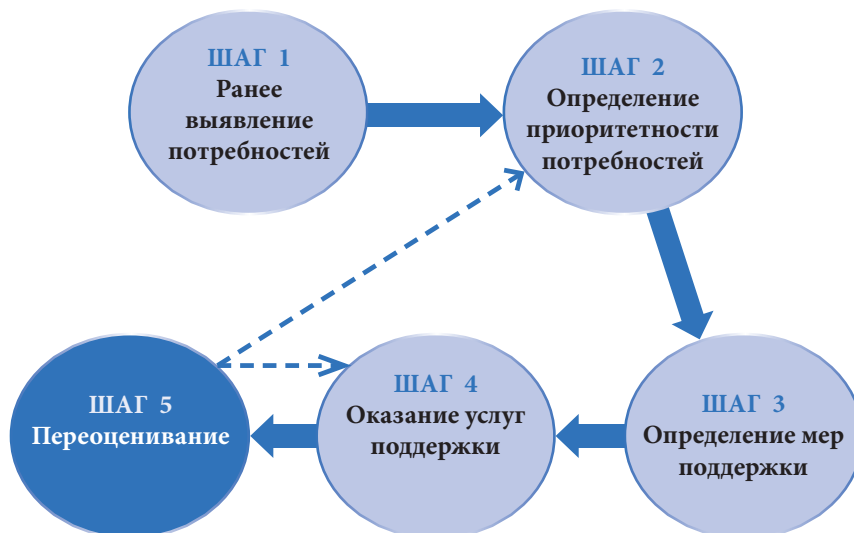 ШАГ 1
Ранее
выявление
потребностей
ШАГ 2
Определение
приоритетности
потребностей
ШАГ 5
Переоценивание
ШАГ 4
Оказание услуг
поддержки
ШАГ 3
Определение мер
поддержки